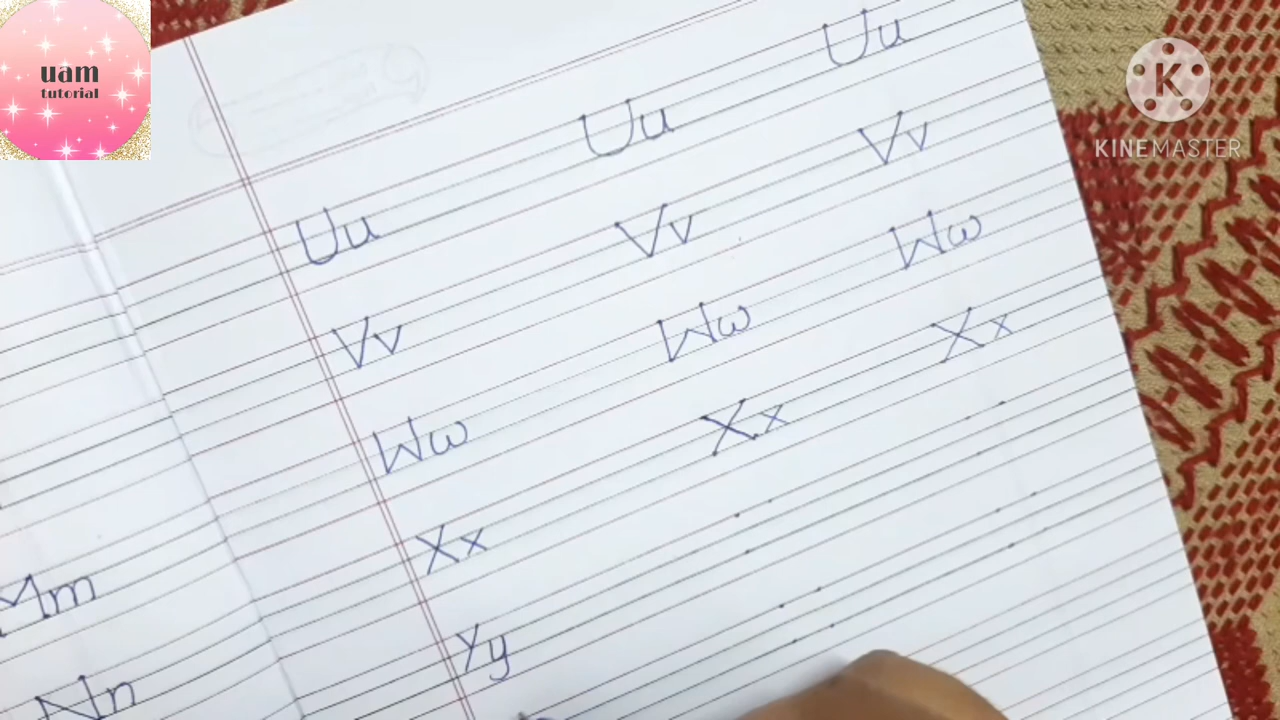 uam
tutorial
K
KINEMASTER
Uu Uu Uu
Vv Vv Vv
Ww Ww Ww
Xx Xx Xx
Yy
Mm
Nn